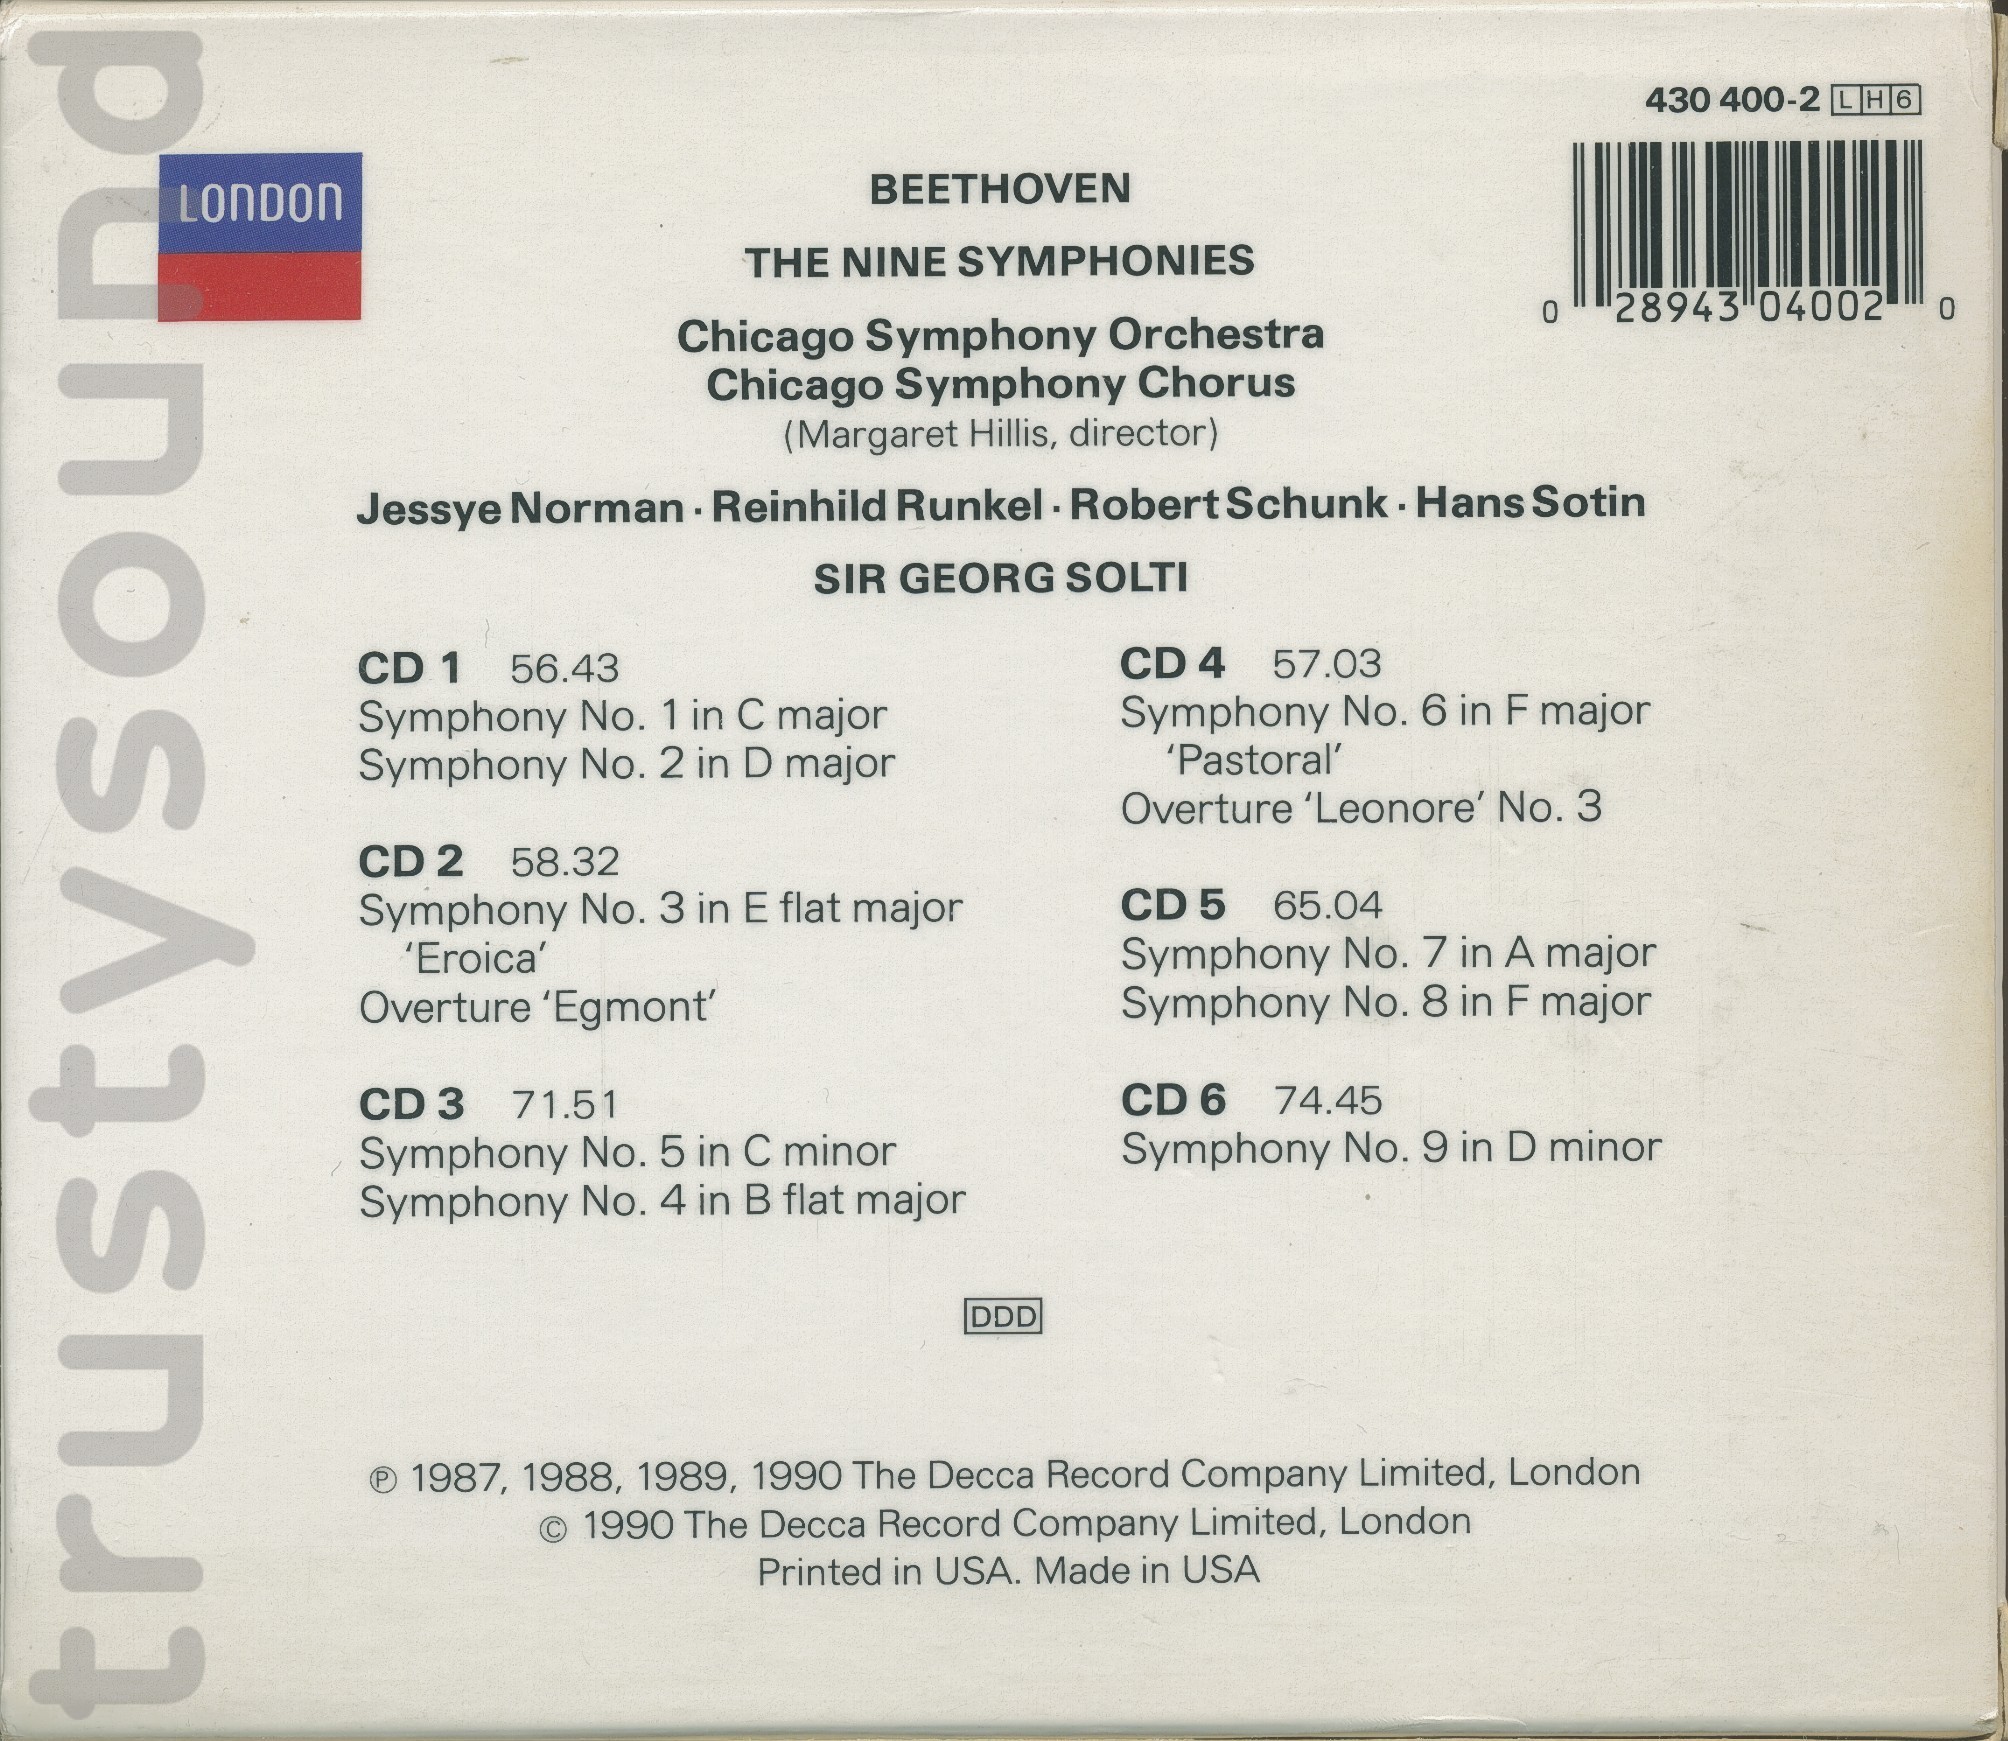 trustysound
LONDON
430 400-2 LH6
0 28943 04002 0
BEETHOVEN
THE NINE SYMPHONIES
Chicago Symphony Orchestra
Chicago Symphony Chorus
(Margaret Hillis, director)
Jessye Norman · Reinhild Runkel · Robert Schunk · Hans Sotin
SIR GEORG SOLTI
CD 1 56.43
Symphony No. 1 in C major
Symphony No. 2 in D major
CD 2 58.32
Symphony No. 3 in E flat major
‘Eroica’
Overture ‘Egmont’
CD 3 71.51
Symphony No. 5 in C minor
Symphony No. 4 in B flat major
CD 4 57.03
Symphony No. 6 in F major
‘Pastoral’
Overture ‘Leonore’ No. 3
CD 5 65.04
Symphony No. 7 in A major
Symphony No. 8 in F major
CD 6 74.45
Symphony No. 9 in D minor
DDD
℗ 1987, 1988, 1989, 1990 The Decca Record Company Limited, London
© 1990 The Decca Record Company Limited, London
Printed in USA. Made in USA